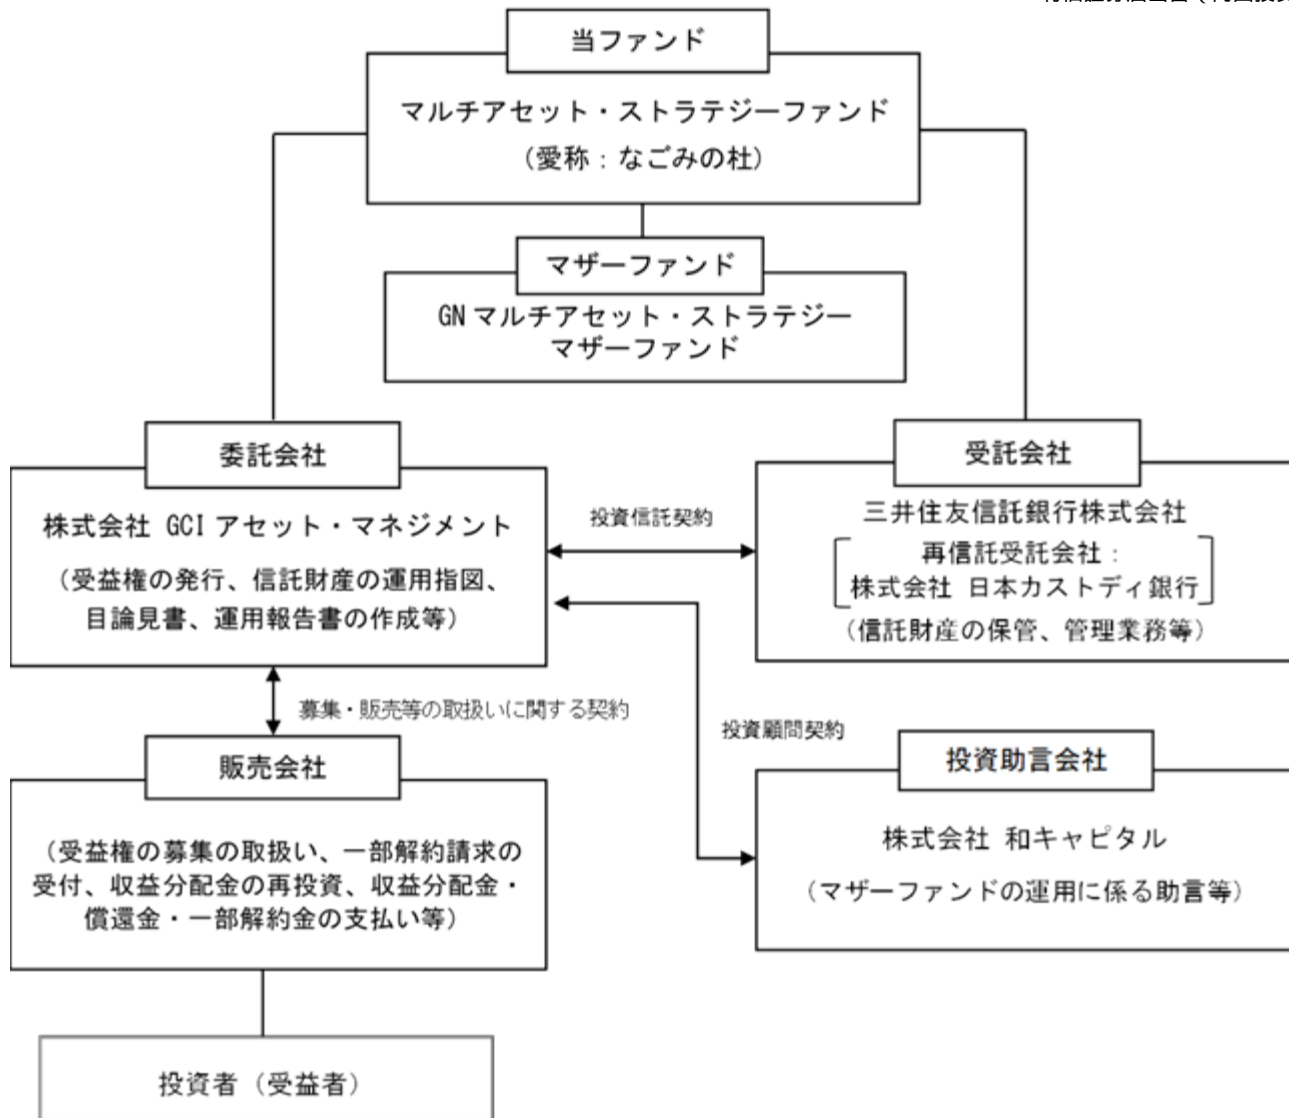 当ファンド
マルチアセット・ストラテジーファンド
(愛称：なごみの杜)
マザーファンド
GN マルチアセット・ストラテジー
マザーファンド
委託会社
株式会社 GCI アセット・マネジメント
(受益権の発行、信託財産の運用指図、
目論見書、運用報告書の作成等)
投資信託契約
受託会社
三井住友信託銀行株式会社
再信託受託会社：
株式会社 日本カストディ銀行
(信託財産の保管、管理業務等)
募集・販売等の取扱いに関する契約
投資顧問契約
販売会社
(受益権の募集の取扱い、一部解約請求の
受付、収益分配金の再投資、収益分配金・
償還金・一部解約金の支払い等)
投資助言会社
株式会社 和キャピタル
(マザーファンドの運用に係る助言等)
投資者（受益者）